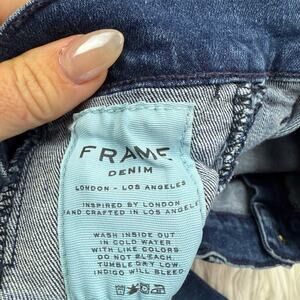 FRAME
DENIM
LONDON - LOS ANGELES
INSPIRED BY LONDON
AND CRAFTED IN LOS ANGELES
WASH INSIDE OUT
IN COLD WATER
WITH LIKE COLORS
DO NOT BLEACH.
TUMBLE DRY LOW.
INDIGO WILL BLEED